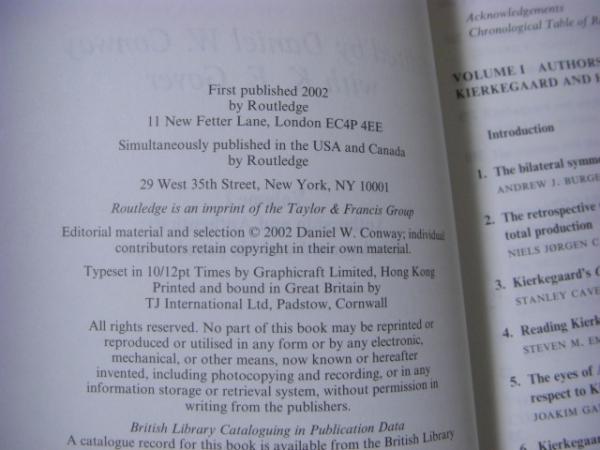 First published 2002
by Routledge
11 New Fetter Lane, London EC4P 4EE
Simultaneously published in the USA and Canada
by Routledge
29 West 35th Street, New York, NY 10001
Routledge is an imprint of the Taylor & Francis Group
Editorial material and selection © 2002 Daniel W. Conway; individual
contributors retain copyright in their own material.
Typeset in 10/12pt Times by Graphicraft Limited, Hong Kong
Printed and bound in Great Britain by
TJ International Ltd, Padstow, Cornwall
All rights reserved. No part of this book may be reprinted or
reproduced or utilised in any form or by any electronic,
mechanical, or other means, now known or hereafter
invented, including photocopying and recording, or in any
information storage or retrieval system, without permission in
writing from the publishers.
British Library Cataloguing in Publication Data
A catalogue record for this book is available from the British Library
Acknowledgements
Chronological Table of R
VOLUME I AUTHORS
KIERKEGAARD AND
Introduction
1. The bilateral symm
ANDREW J. BURGE
2. The retrospective
total production
NIELS JØRGEN C
3. Kierkegaard's
STANLEY CAVE
4. Reading Kierk
STEVEN M. EM
5. The eyes of
respect to K
JOAKIM GA
6. Kierkegaa